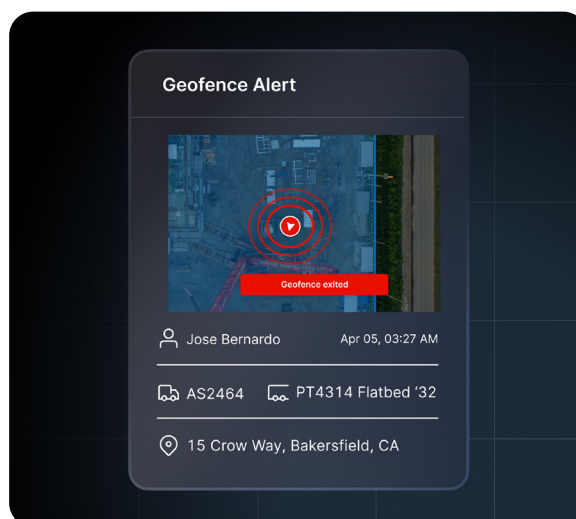 Geofence Alert
Geofence exited
Jose Bernardo Apr 05, 03:27 AM
AS2464 PT4314 Flatbed ‘32
15 Crow Way, Bakersfield, CA